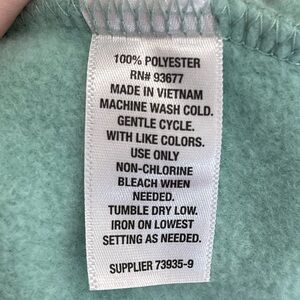 100% POLYESTER
RN# 93677
MADE IN VIETNAM
MACHINE WASH COLD.
GENTLE CYCLE.
WITH LIKE COLORS.
USE ONLY
NON-CHLORINE
BLEACH WHEN
NEEDED.
TUMBLE DRY LOW.
IRON ON LOWEST
SETTING AS NEEDED.
SUPPLIER 73935-9